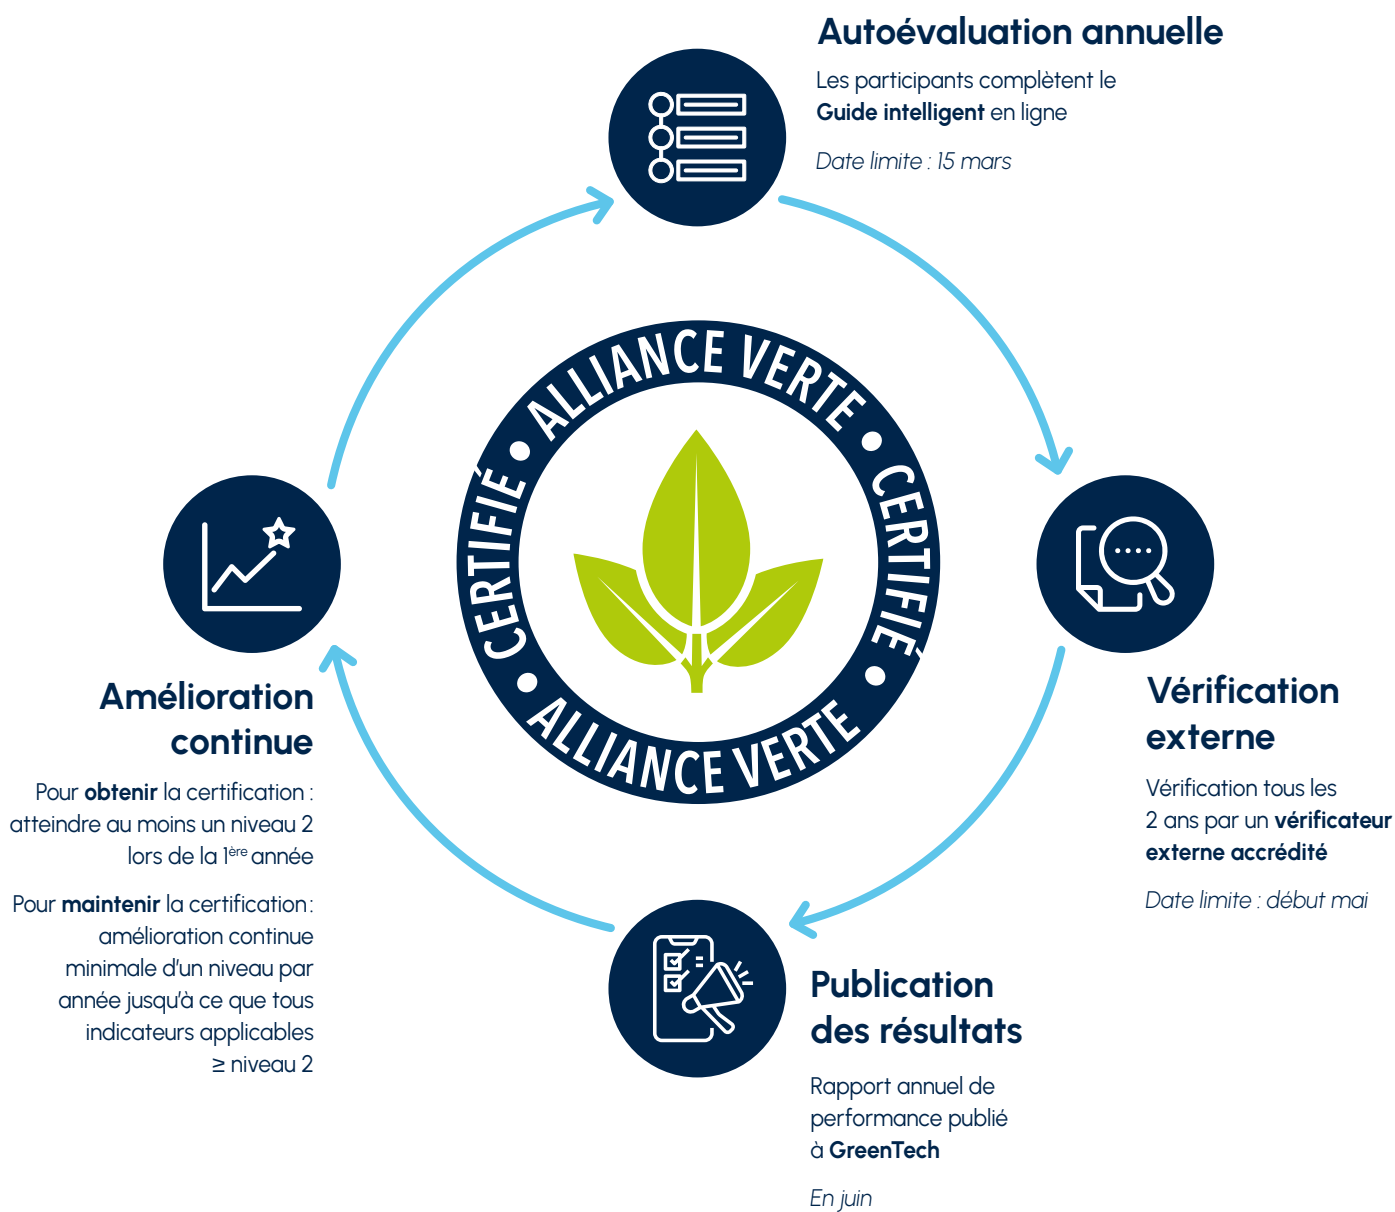 Autoévaluation annuelle
Les participants complètent le
Guide intelligent en ligne
Date limite : 15 mars
ALLIANCE VERTE • CERTIFIÉ • ALLIANCE VERTE • CERTIFIÉ •
Vérification
externe
Vérification tous les
2 ans par un vérificateur
externe accrédité
Date limite : début mai
Publication
des résultats
Rapport annuel de
performance publié
à GreenTech
En juin
Amélioration
continue
Pour obtenir la certification :
atteindre au moins un niveau 2
lors de la 1ère année
Pour maintenir la certification :
amélioration continue
minimale d'un niveau par
année jusqu'à ce que tous
indicateurs applicables
≥ niveau 2